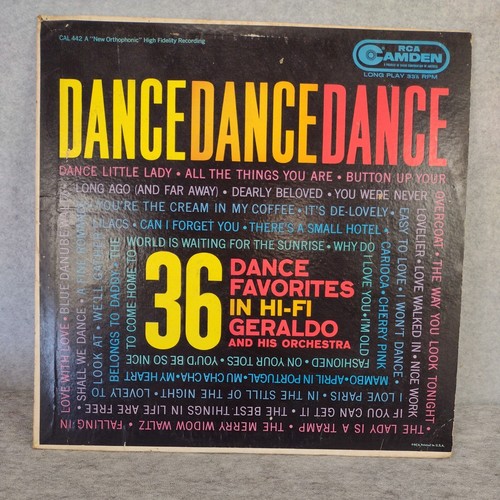 CAL 442 A "New Orthophonic" High Fidelity Recording
RCA
CAMDEN
LONG PLAY 33⅓ RPM
DANCE DANCE DANCE
DANCE LITTLE LADY • ALL THE THINGS YOU ARE • BUTTON UP YOUR
OVERCOAT • THE WAY YOU LOOK TONIGHT •
THE LADY IS A TRAMP • THE MERRY WIDOW WALTZ • FALLING IN
LOVE WITH LOVE • BLUE DANUBE WALTZ •
LONG AGO (AND FAR AWAY) • DEARLY BELOVED • YOU WERE NEVER
LOVELIER • LOVE WALKED IN • NICE WORK
IF YOU CAN GET IT • THE BEST THINGS IN LIFE ARE FREE •
SHALL WE DANCE • A FINE ROMANCE •
YOU'RE THE CREAM IN MY COFFEE • IT'S DE-LOVELY •
EASY TO LOVE • I WON'T DANCE •
I LOVE PARIS • IN THE STILL OF THE NIGHT • LOVELY TO
LOOK AT • WE'LL GATHER
LILACS • CAN I FORGET YOU • THERE'S A SMALL HOTEL •
CARIOCA • CHERRY PINK
MAMBO • APRIL IN PORTUGAL • MU CHA CHA • MY HEART
BELONGS TO DADDY • THE
WORLD IS WAITING FOR THE SUNRISE • WHY DO
I LOVE YOU • I'M OLD
FASHIONED • ON YOUR TOES • YOU'D BE SO NICE
TO COME HOME TO •
36
DANCE
FAVORITES
IN HI-FI
GERALDO
AND HIS ORCHESTRA